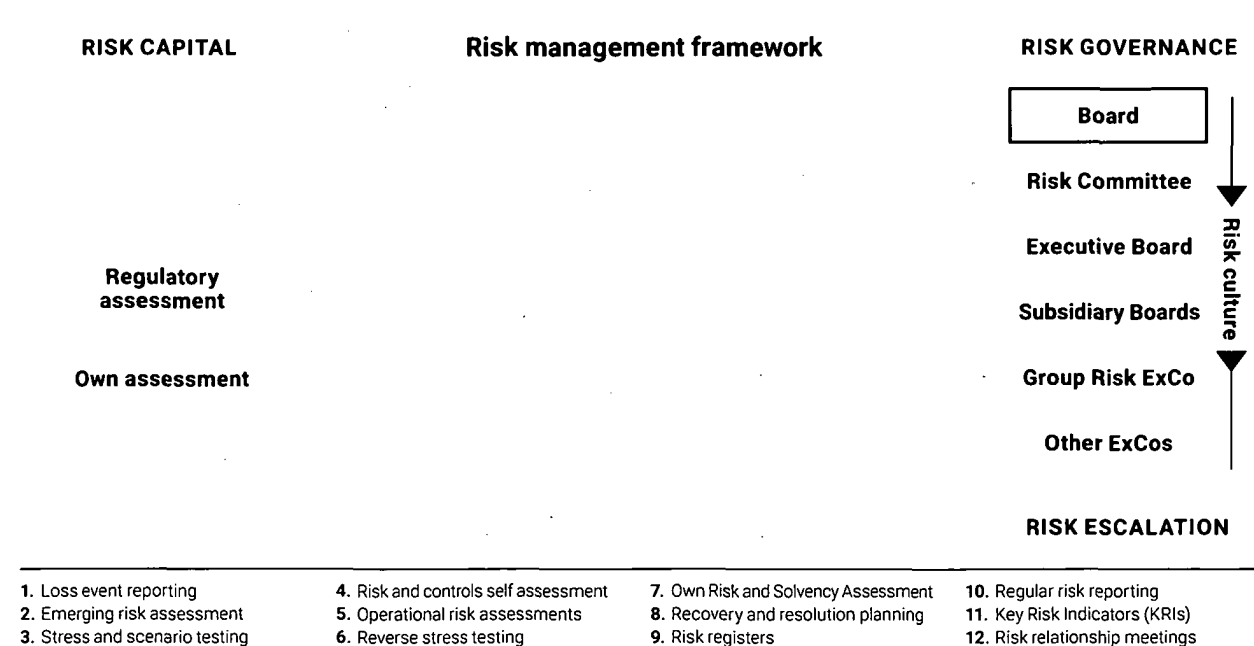 RISK CAPITAL
Risk management framework
RISK GOVERNANCE
Board
Risk Committee
Executive Board
Subsidiary Boards
Group Risk ExCo
Other ExCos
Risk culture
RISK ESCALATION
Regulatory
assessment
Own assessment
1. Loss event reporting
2. Emerging risk assessment
3. Stress and scenario testing
4. Risk and controls self assessment
5. Operational risk assessments
6. Reverse stress testing
7. Own Risk and Solvency Assessment
8. Recovery and resolution planning
9. Risk registers
10. Regular risk reporting
11. Key Risk Indicators (KRIs)
12. Risk relationship meetings